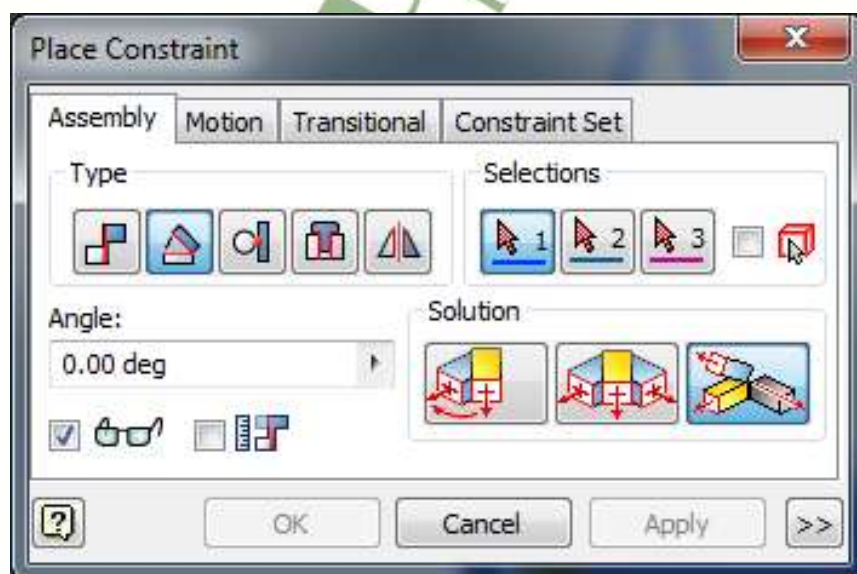 Place Constraint
Assembly Motion Transitional Constraint Set
Type Selections
1 2 3
Angle: Solution
0.00 deg
? OK Cancel Apply >>